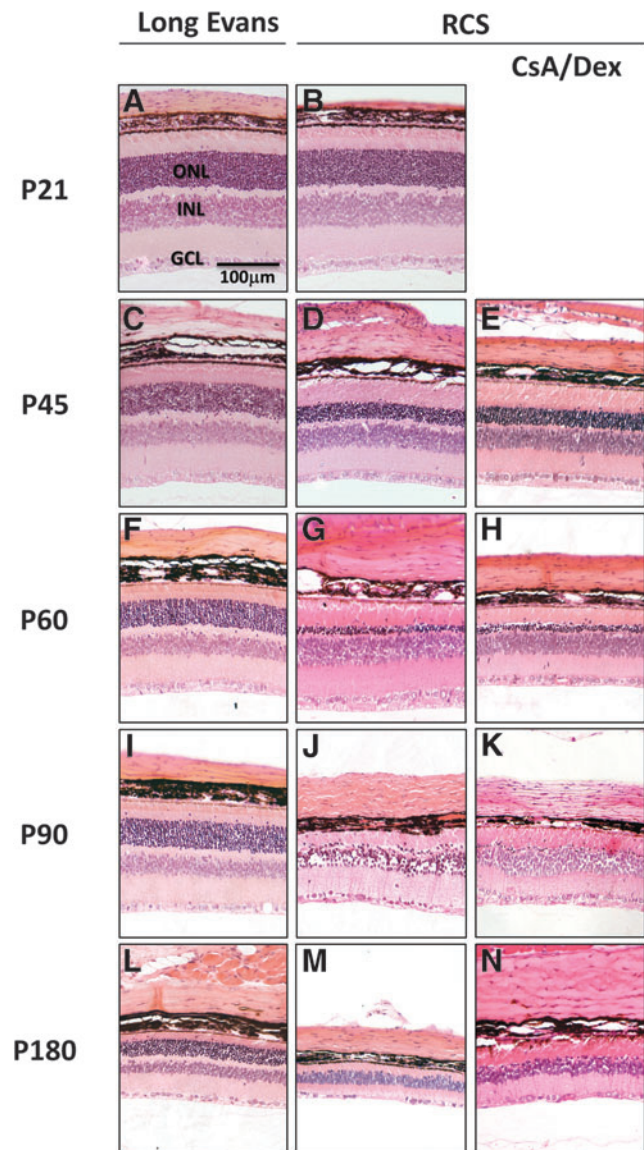 Long Evans RCS
CsA/Dex
P21
A B
ONL
INL
GCL
100μm
P45
C D E
P60
F G H
P90
I J K
P180
L M N